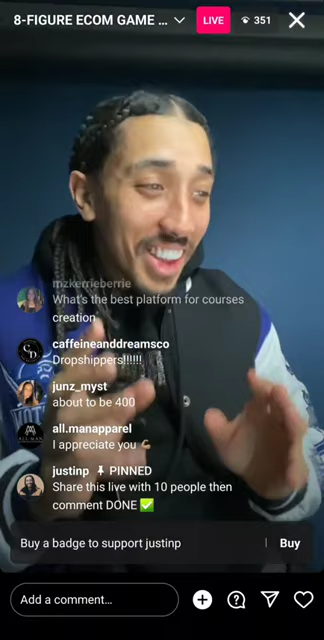 8-FIGURE ECOM GAME ...
LIVE
351
mzkerrieberrie
What's the best platform for courses
creation
caffeineanddreamsco
Dropshippers!!!!!!
junz_myst
about to be 400
all.manapparel
I appreciate you 💪🏽
justinp 📌 PINNED
Share this live with 10 people then
comment DONE ✅
Buy a badge to support justinp
Buy
Add a comment...